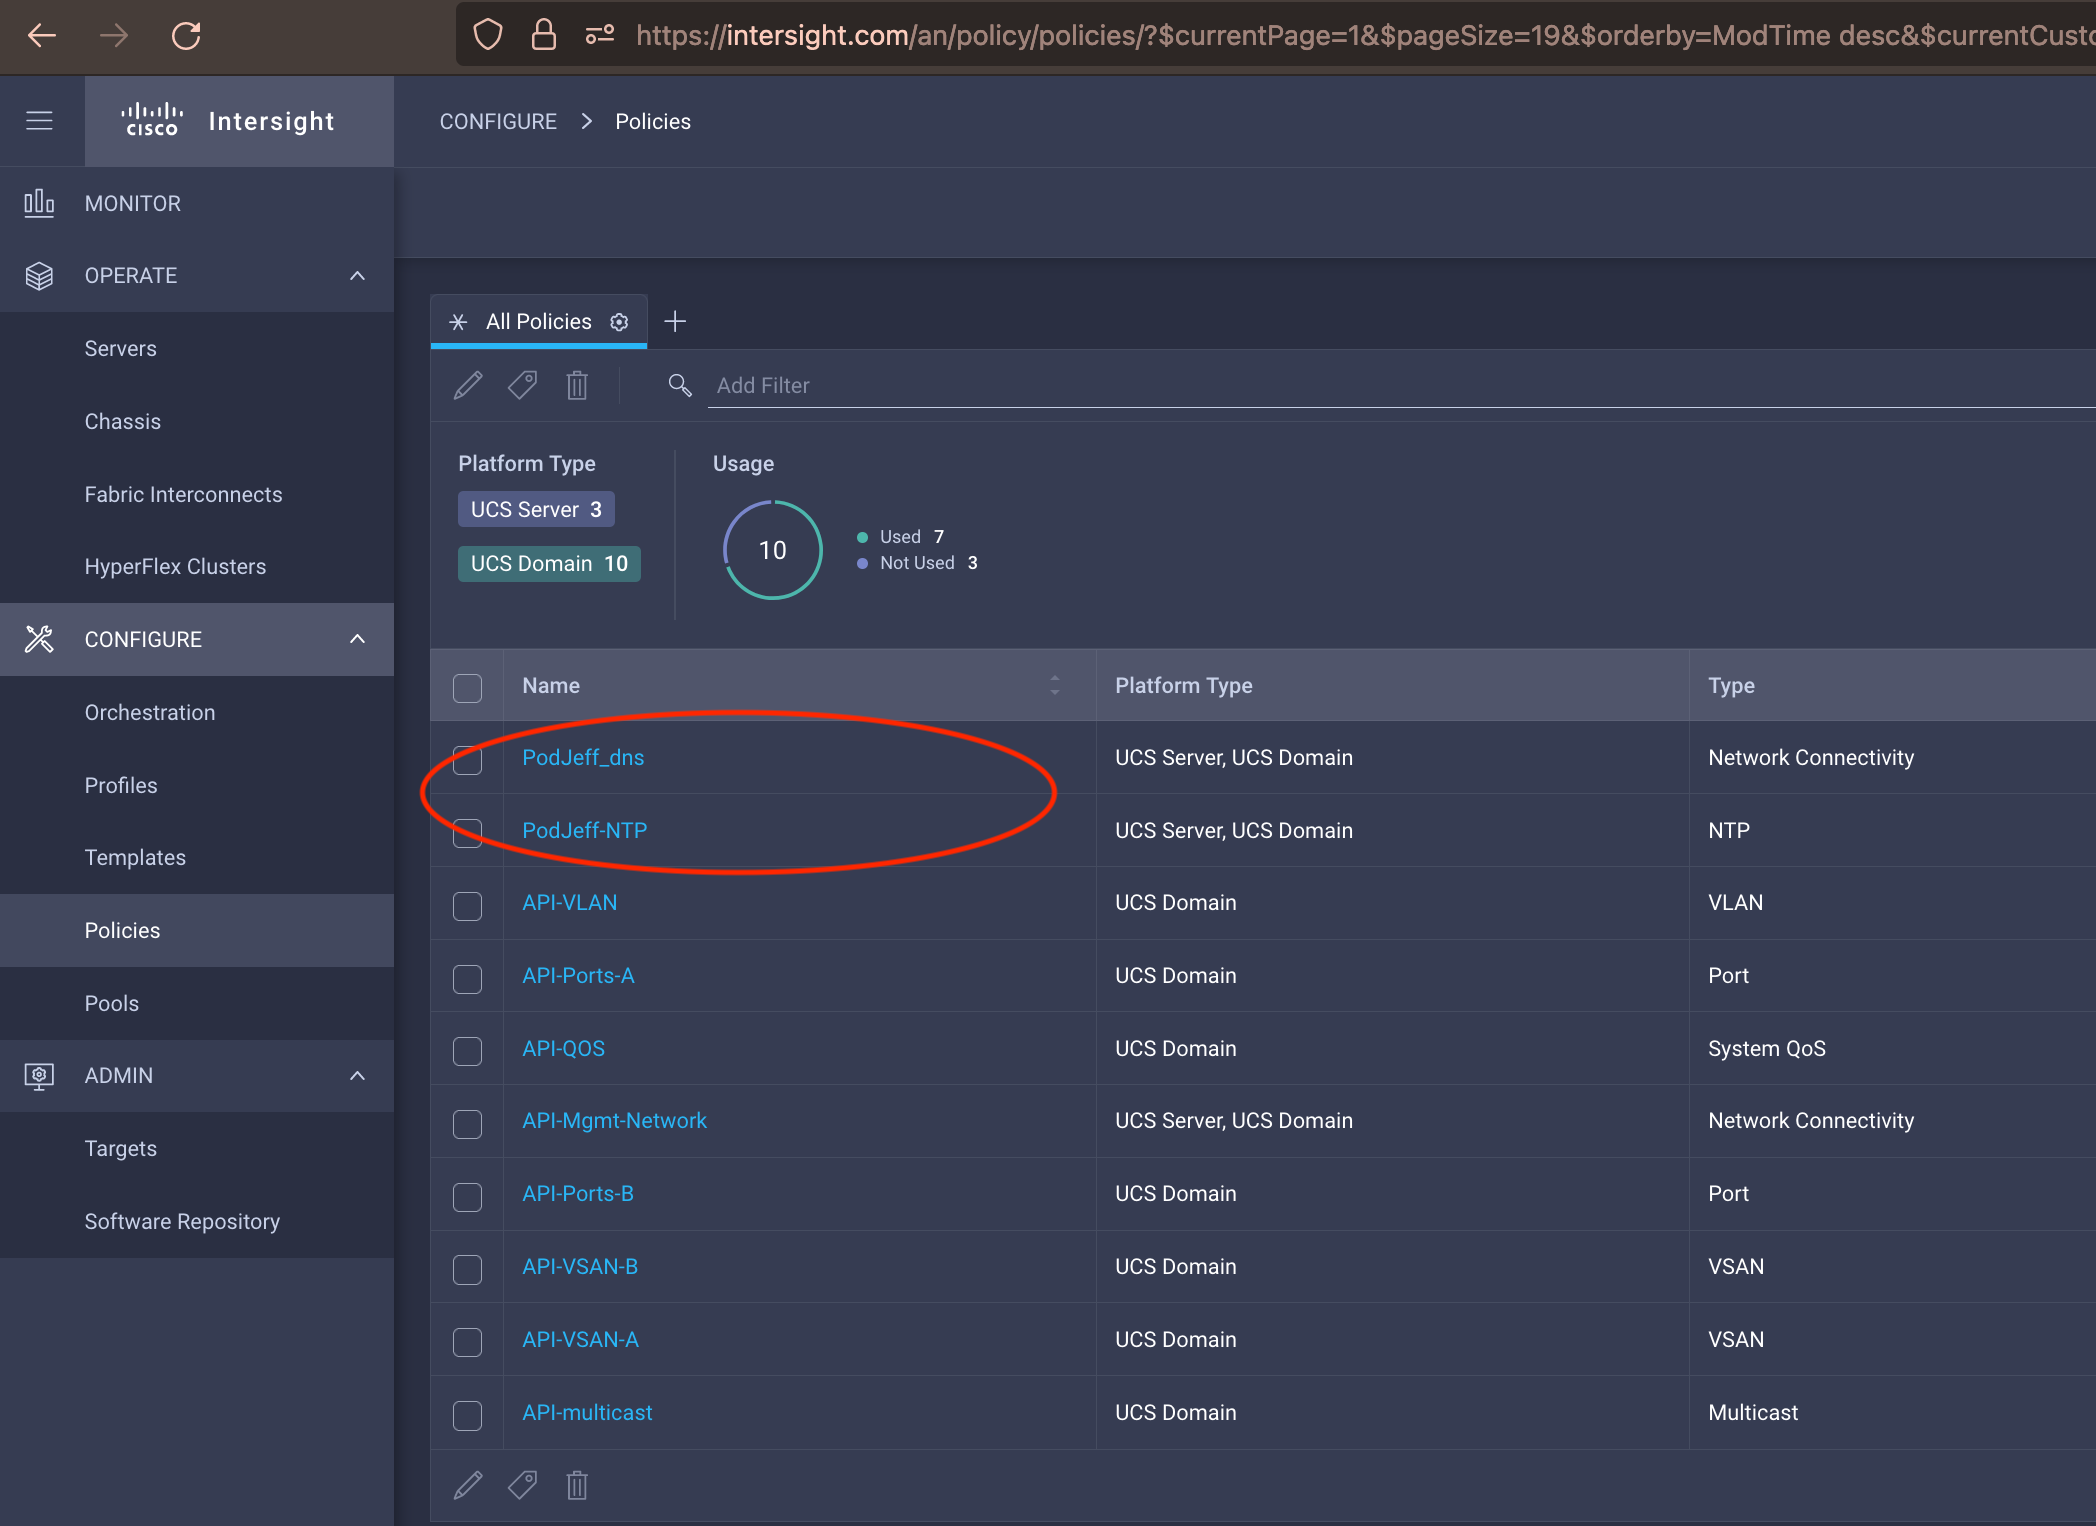 https://intersight.com/an/policy/policies/?$currentPage=1&$pageSize=19&$orderby=ModTime desc&$currentCusto
CISCO Intersight
CONFIGURE > Policies
MONITOR
OPERATE
Servers
Chassis
Fabric Interconnects
HyperFlex Clusters
CONFIGURE
Orchestration
Profiles
Templates
Policies
Pools
ADMIN
Targets
Software Repository
All Policies
Add Filter
Platform Type
UCS Server 3
UCS Domain 10
Usage
10
Used 7
Not Used 3
Name Platform Type Type
PodJeff_dns UCS Server, UCS Domain Network Connectivity
PodJeff-NTP UCS Server, UCS Domain NTP
API-VLAN UCS Domain VLAN
API-Ports-A UCS Domain Port
API-QOS UCS Domain System QoS
API-Mgmt-Network UCS Server, UCS Domain Network Connectivity
API-Ports-B UCS Domain Port
API-VSAN-B UCS Domain VSAN
API-VSAN-A UCS Domain VSAN
API-multicast UCS Domain Multicast